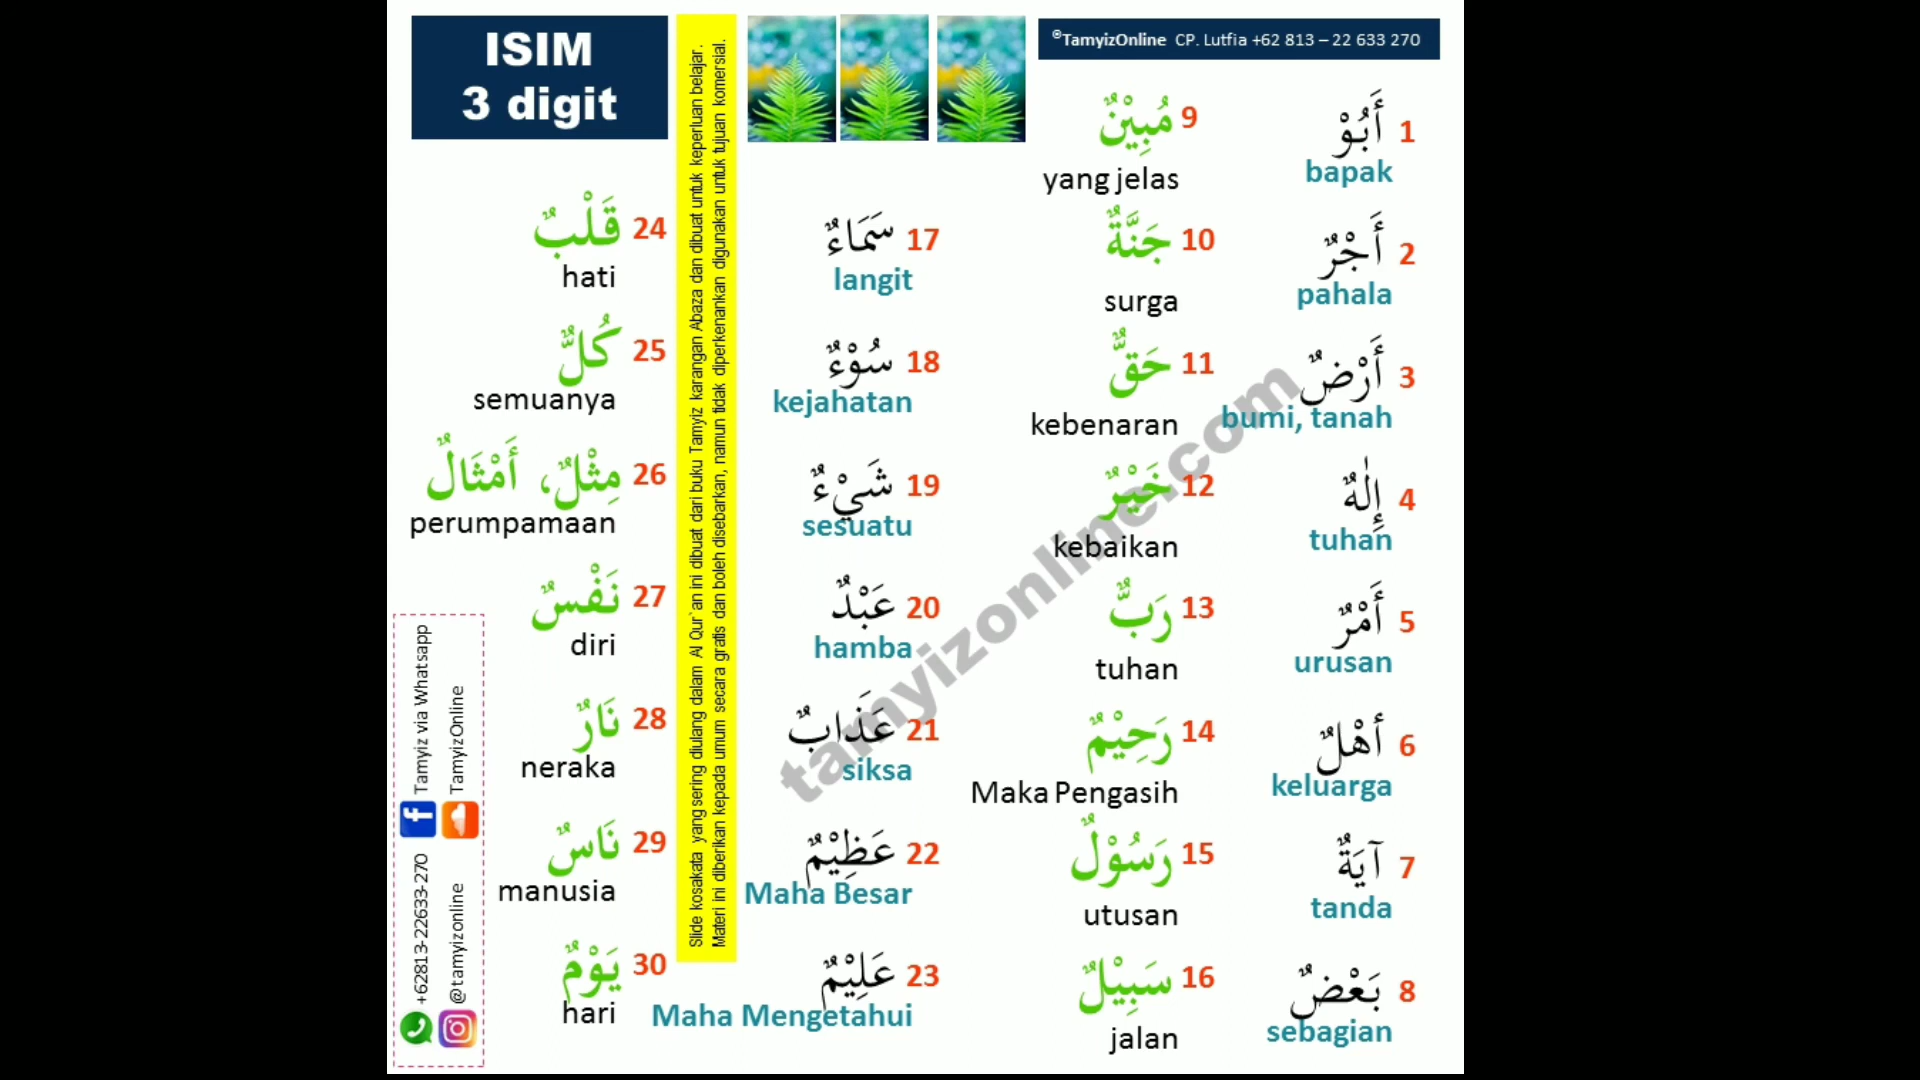 ISIM
3 digit
®TamyizOnline CP. Lutfia +62 813 – 22 633 270
1 أَبُوْ
bapak
2 أَجْرٌ
pahala
3 أَرْضٌ
bumi, tanah
4 إِلٰهٌ
tuhan
5 أَمْرٌ
urusan
6 أَهْلٌ
keluarga
7 آيَةٌ
tanda
8 بَعْضٌ
sebagian
9 مُبِيْنٌ
yang jelas
10 جَنَّةٌ
surga
11 حَقٌّ
kebenaran
12 خَيْرٌ
kebaikan
13 رَبٌّ
tuhan
14 رَحِيْمٌ
Maka Pengasih
15 رَسُوْلٌ
utusan
16 سَبِيْلٌ
jalan
17 سَمَاءٌ
langit
18 سُوْءٌ
kejahatan
19 شَيْءٌ
sesuatu
20 عَبْدٌ
hamba
21 عَذَابٌ
siksa
22 عَظِيْمٌ
Maha Besar
23 عَلِيْمٌ
Maha Mengetahui
24 قَلْبٌ
hati
25 كُلٌّ
semuanya
26 مِثْلٌ، أَمْثَالٌ
perumpamaan
27 نَفْسٌ
diri
28 نَارٌ
neraka
29 نَاسٌ
manusia
30 يَوْمٌ
hari
Slide kosakata yang sering diulang dalam Al Qur`an ini dibuat dari buku Tamyiz karangan Abaza dan dibuat untuk keperluan belajar.
Materi ini diberikan kepada umum secara gratis dan boleh disebarkan, namun tidak diperkenankan digunakan untuk tujuan komersial.
tamyizonline.com
+62813-22633-270
Tamyiz via Whatsapp
@tamyizonline
TamyizOnline